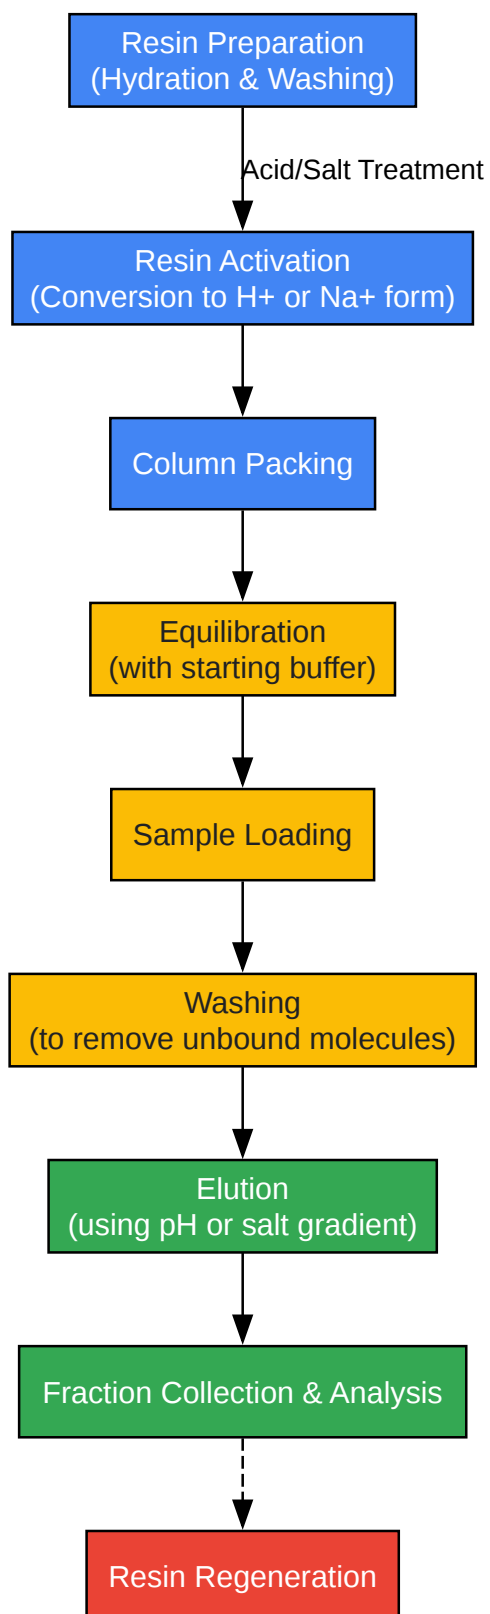 Resin Preparation
(Hydration & Washing)
Acid/Salt Treatment
Resin Activation
(Conversion to H+ or Na+ form)
Column Packing
Equilibration
(with starting buffer)
Sample Loading
Washing
(to remove unbound molecules)
Elution
(using pH or salt gradient)
Fraction Collection & Analysis
Resin Regeneration